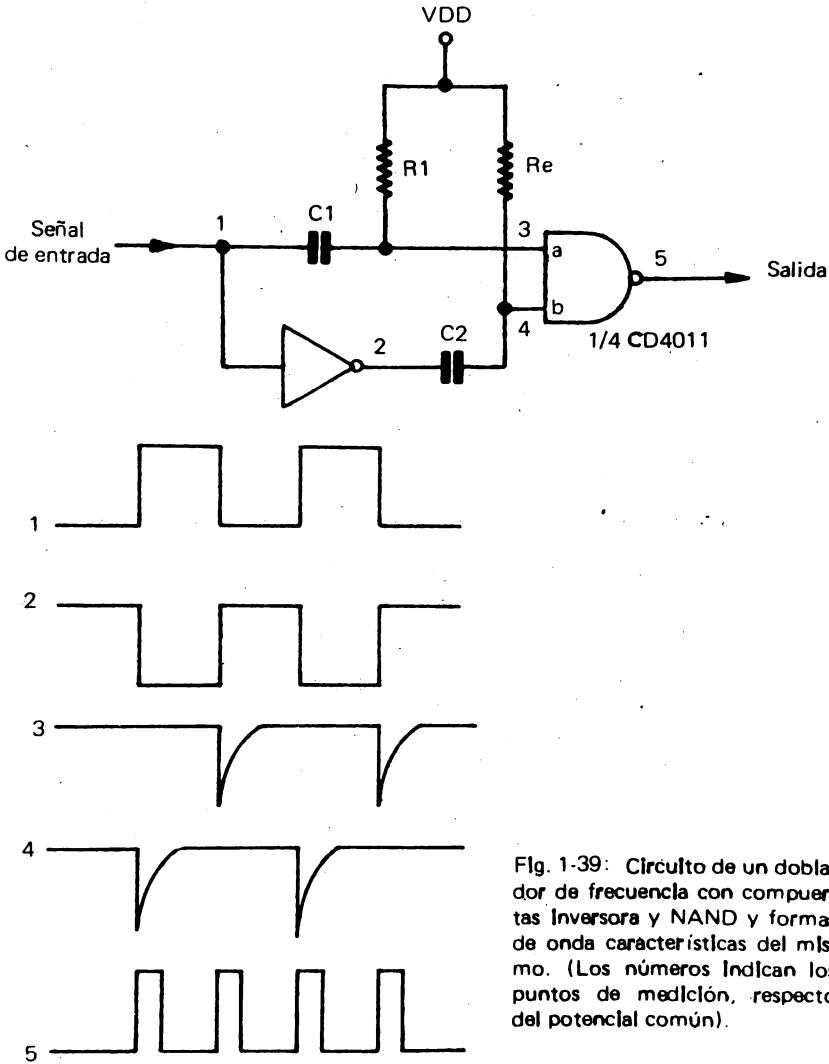 VDD
R1
Re
Señal
de entrada
1
C1
3
a
5
Salida
b
4
2
C2
1/4 CD4011
1
2
3
4
5
Fig. 1-39: Circuito de un dobla-
dor de frecuencia con compuer-
tas inversora y NAND y formas
de onda características del mis-
mo. (Los números indican los
puntos de medición, respecto
del potencial común).